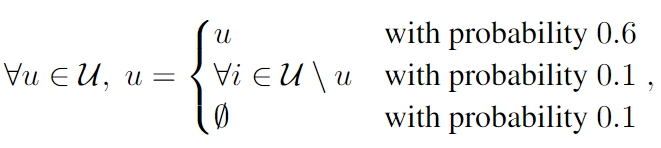 u with probability 0.6
∀u ∈ 𝒰, u = { ∀i ∈ 𝒰 \ u with probability 0.1 ,
∅ with probability 0.1